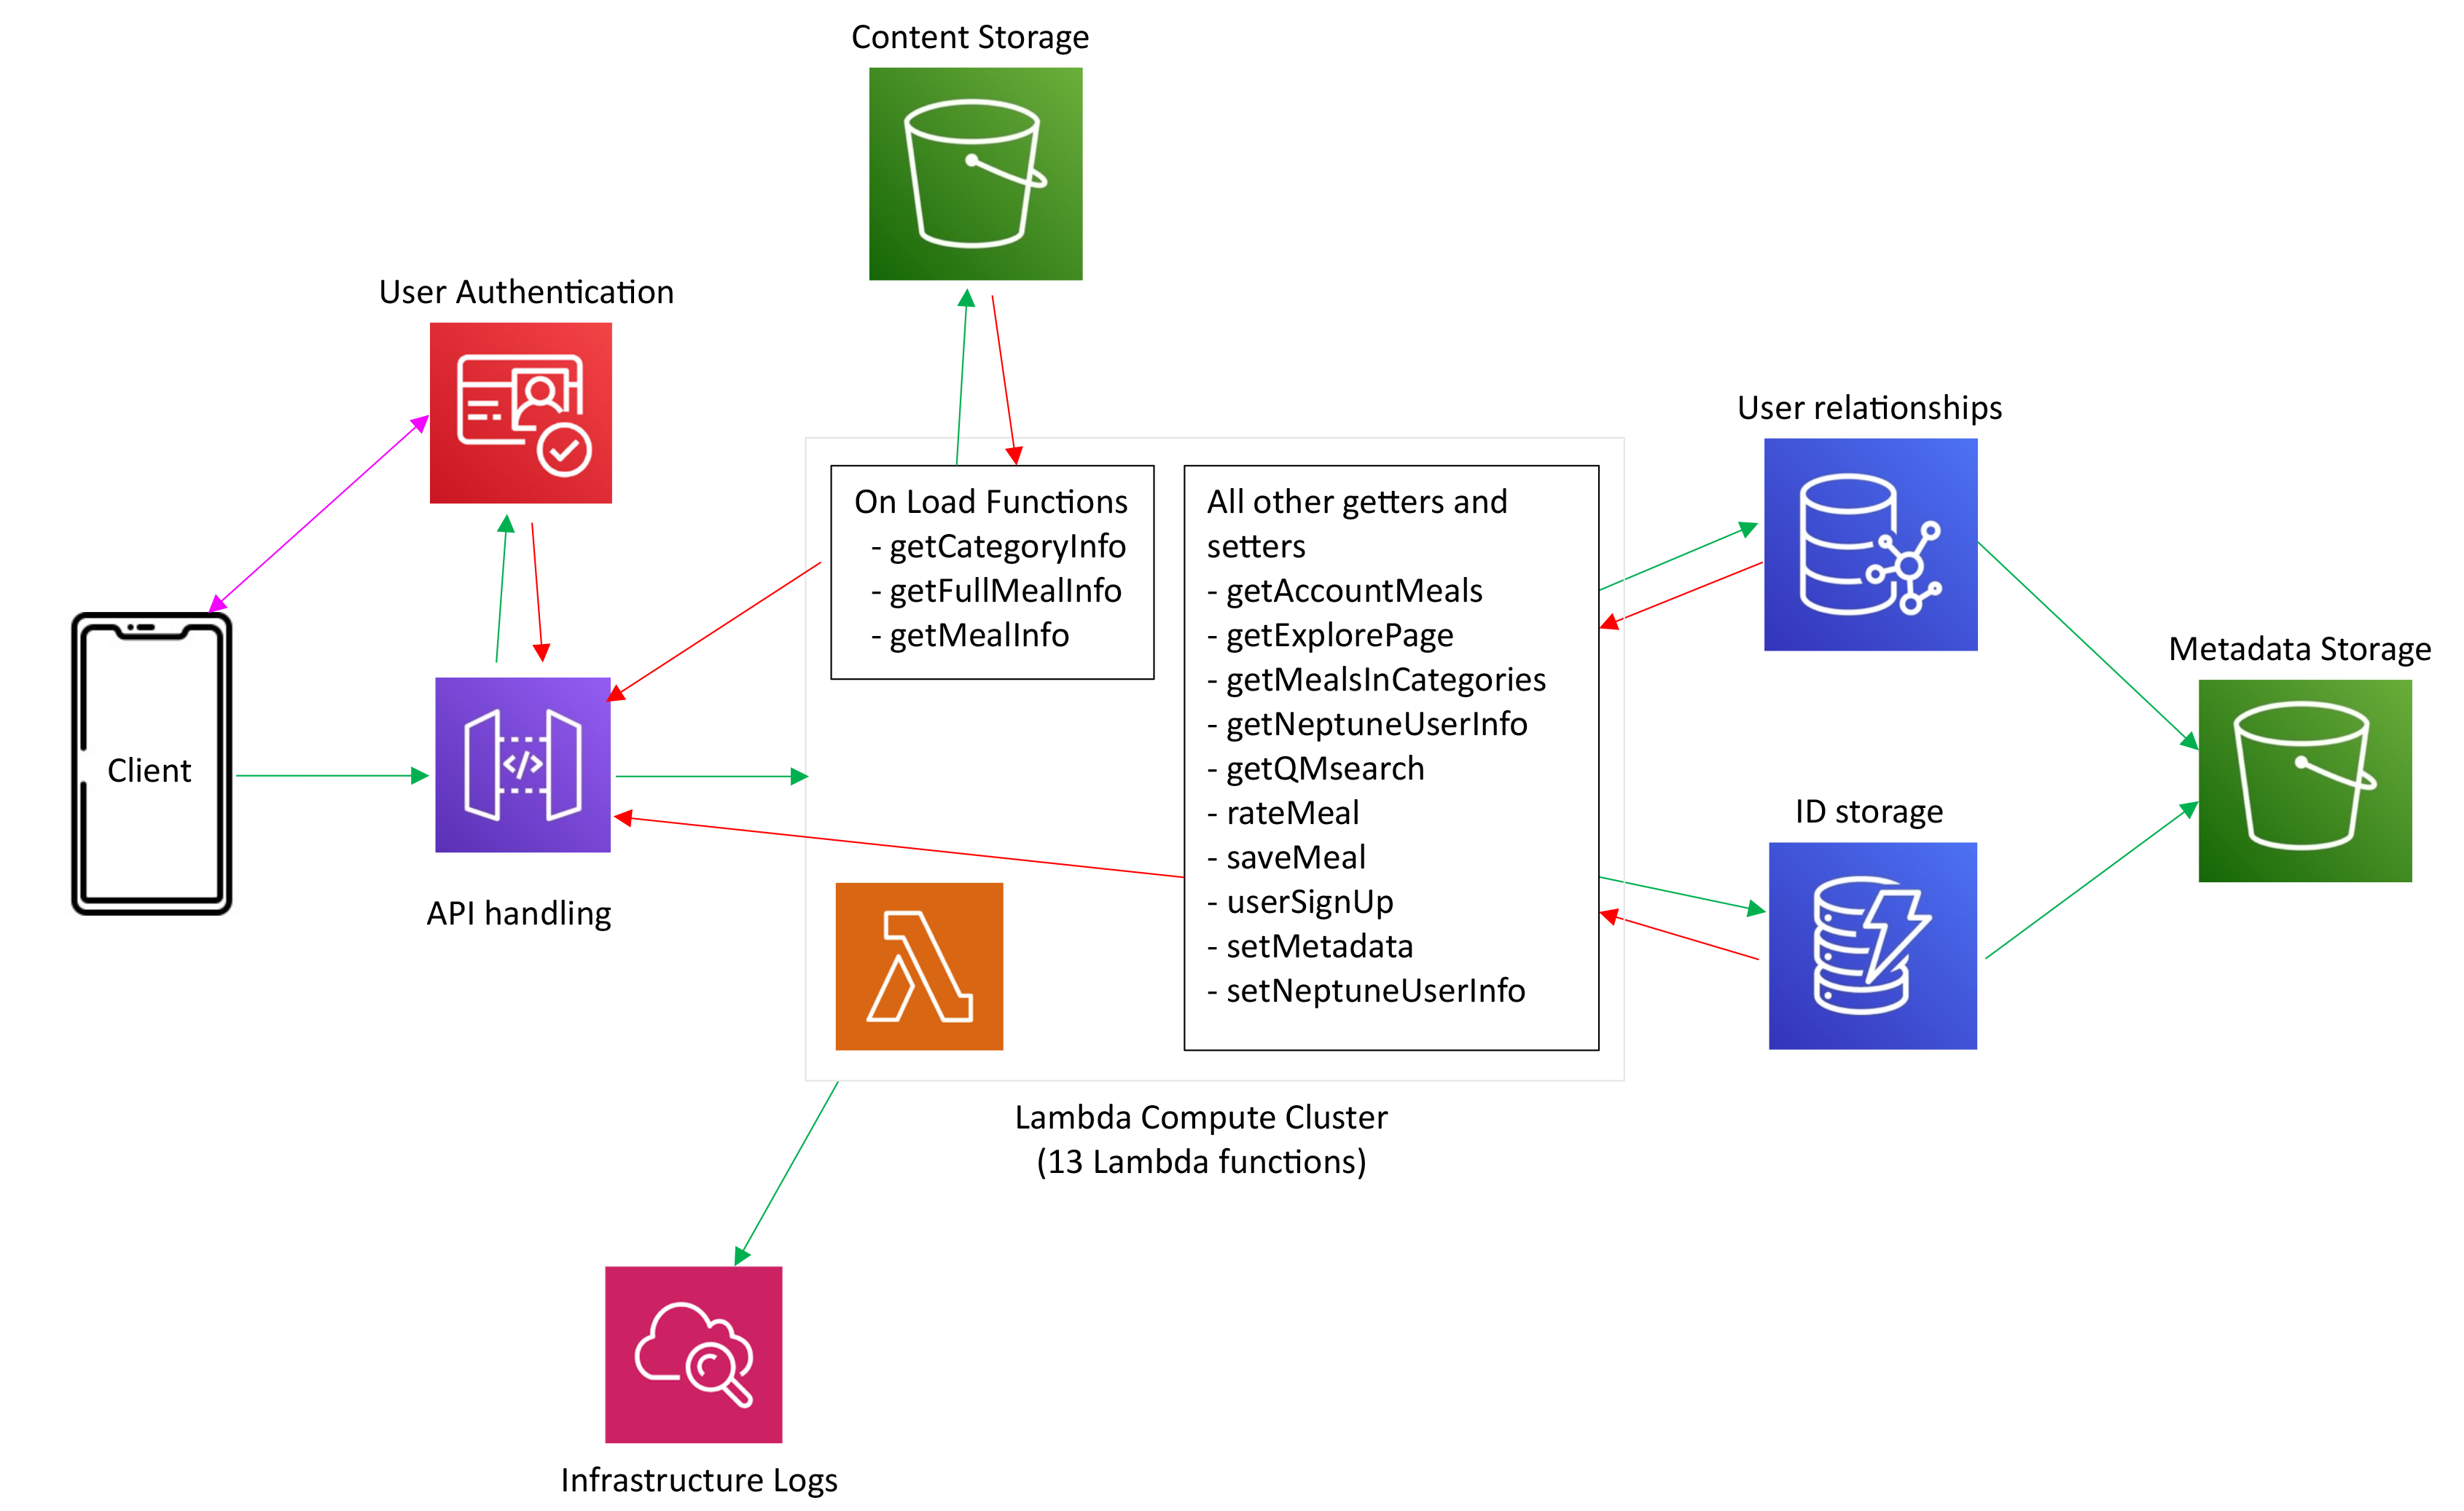 Content Storage
User Authentication
User relationships
On Load Functions
- getCategoryInfo
- getFullMealInfo
- getMealInfo
All other getters and
setters
- getAccountMeals
- getExplorePage
- getMealsInCategories
- getNeptuneUserInfo
- getQMsearch
- rateMeal
- saveMeal
- userSignUp
- setMetadata
- setNeptuneUserInfo
Metadata Storage
Client
</>
ID storage
API handling
Lambda Compute Cluster
(13 Lambda functions)
Infrastructure Logs